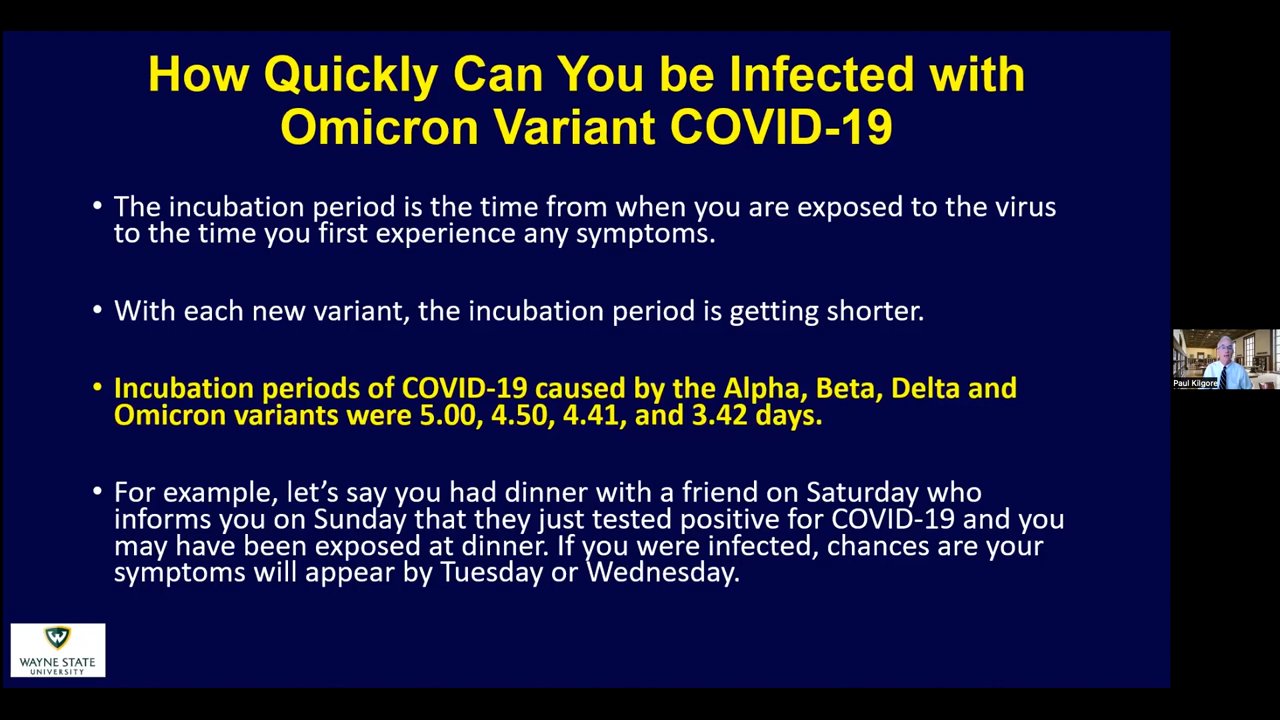 How Quickly Can You be Infected with
Omicron Variant COVID-19
• The incubation period is the time from when you are exposed to the virus
to the time you first experience any symptoms.
• With each new variant, the incubation period is getting shorter.
• Incubation periods of COVID-19 caused by the Alpha, Beta, Delta and
Omicron variants were 5.00, 4.50, 4.41, and 3.42 days.
• For example, let’s say you had dinner with a friend on Saturday who
informs you on Sunday that they just tested positive for COVID-19 and you
may have been exposed at dinner. If you were infected, chances are your
symptoms will appear by Tuesday or Wednesday.
WAYNE STATE
UNIVERSITY
Paul Kilgore